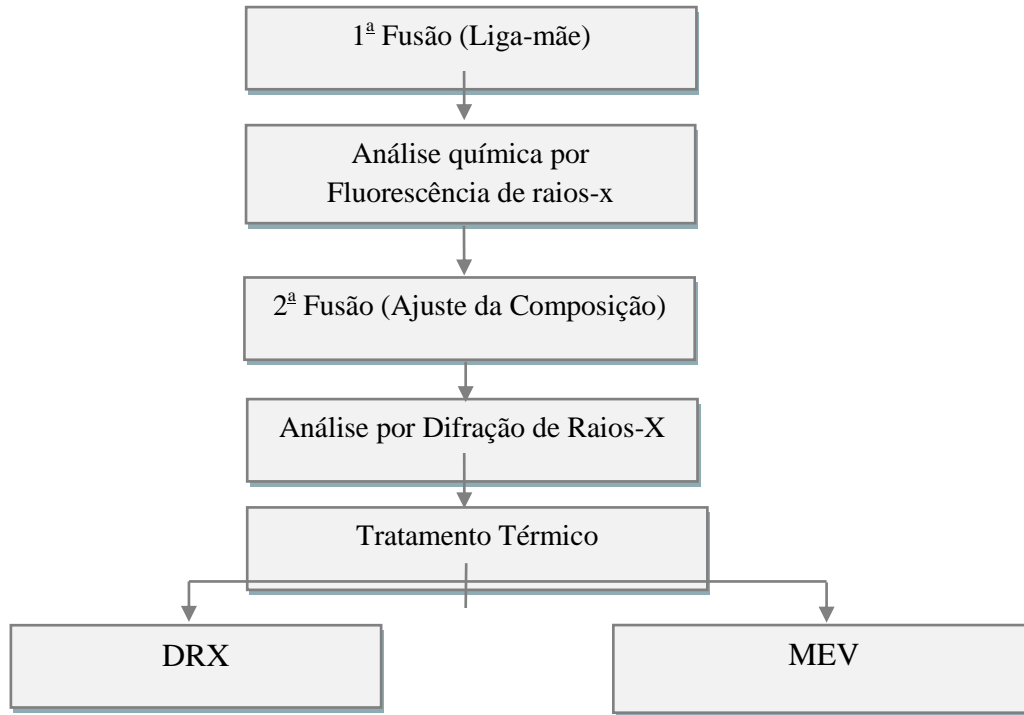 1ª Fusão (Liga-mãe)
Análise química por
Fluorescência de raios-x
2ª Fusão (Ajuste da Composição)
Análise por Difração de Raios-X
Tratamento Térmico
DRX
MEV